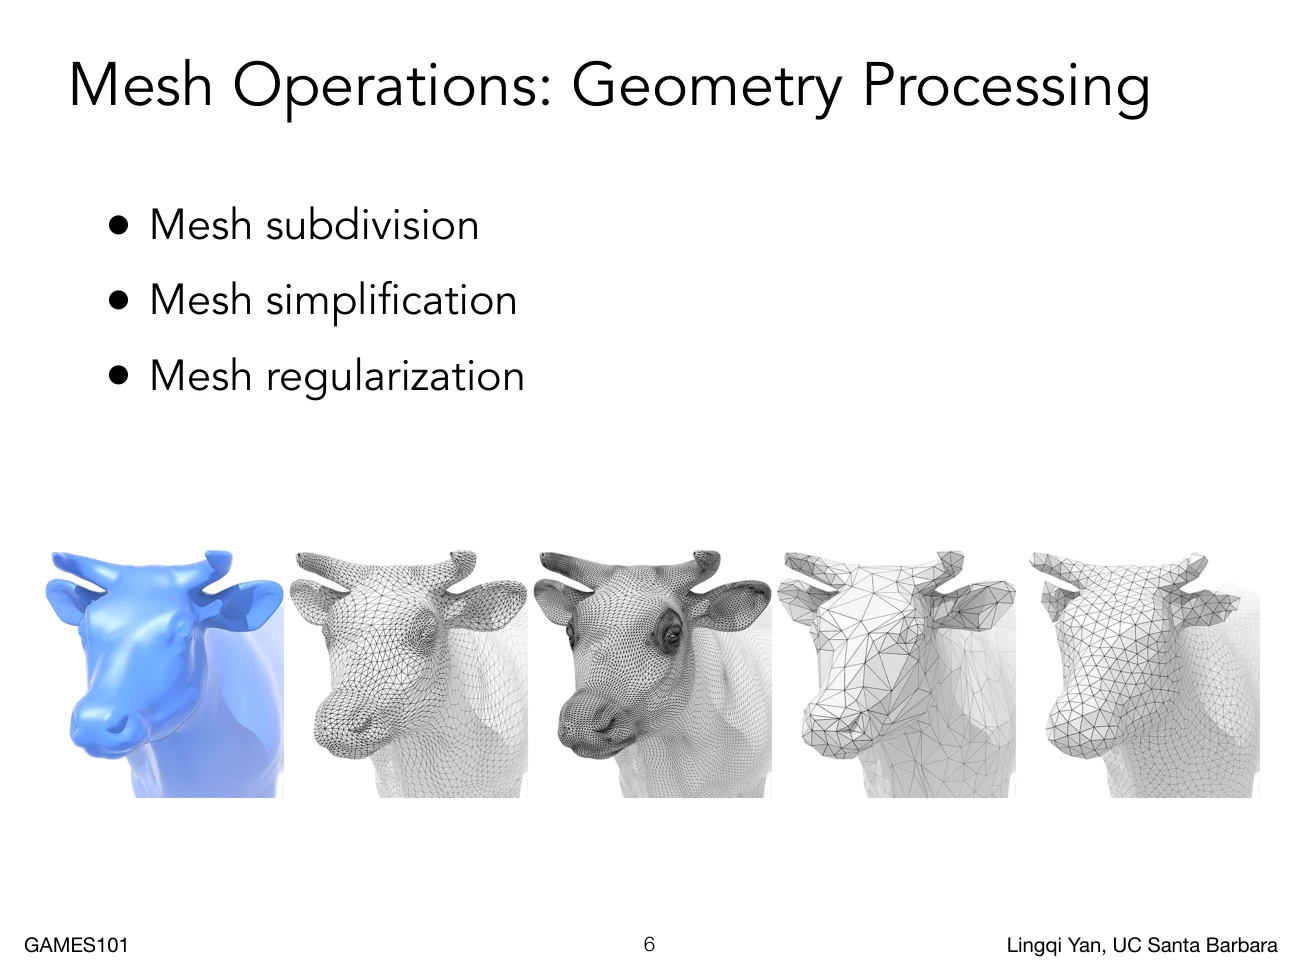 Mesh Operations: Geometry Processing
● Mesh subdivision
● Mesh simplification
● Mesh regularization
GAMES101
6
Lingqi Yan, UC Santa Barbara